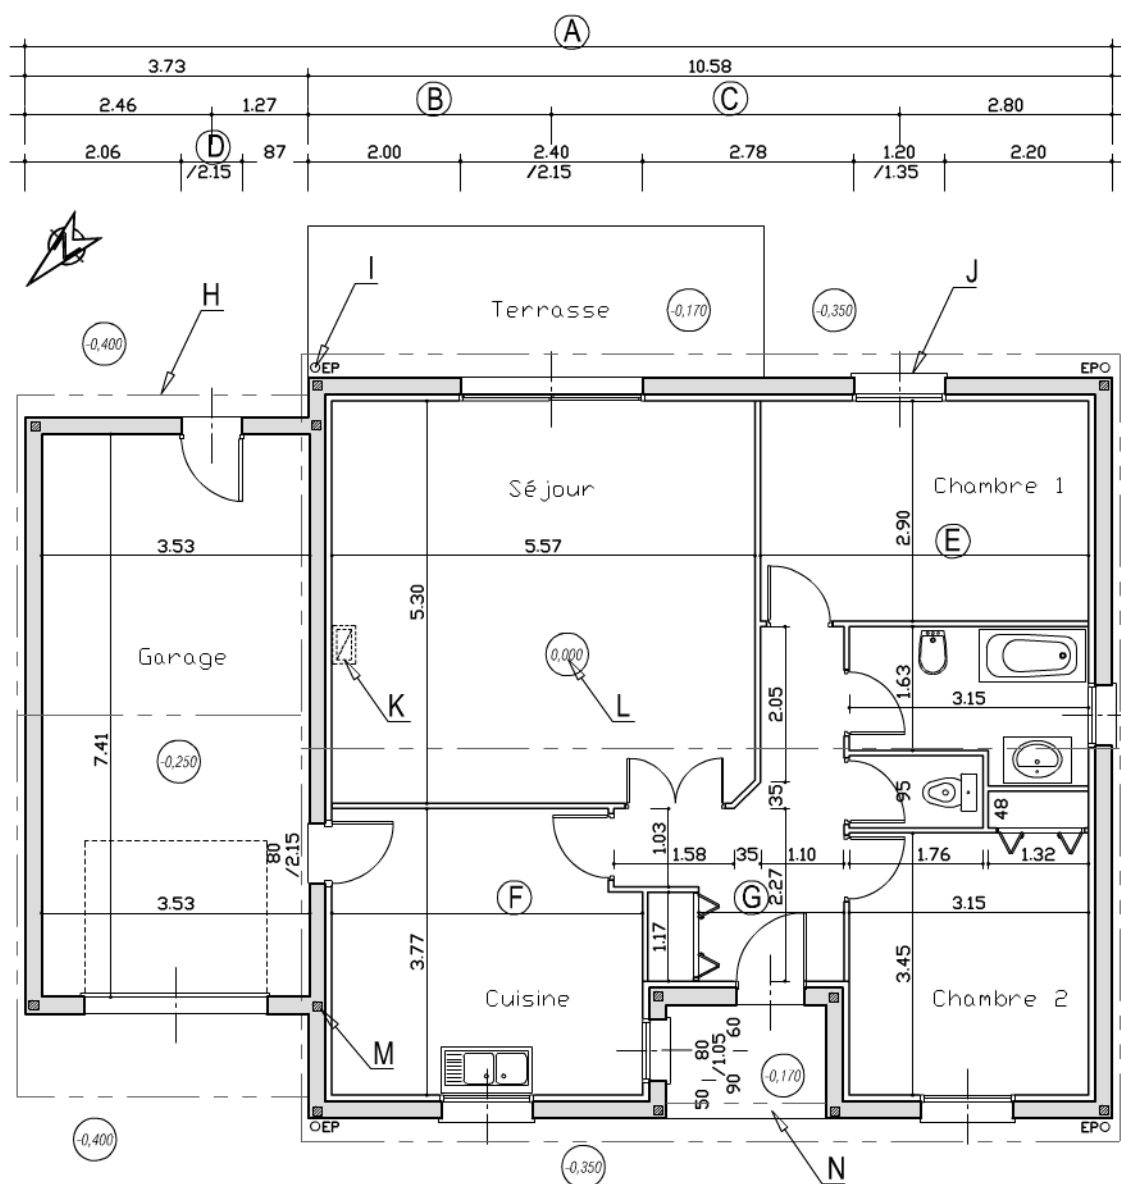 A
3.73 10.58
2.46 1.27 B C 2.80
2.06 D 87 2.00 2.40 2.78 1.20 2.20
/2.15 /2.15 /1.35
N
H I J
Terrasse -0,170 -0,350
-0,400
EP EP
Séjour Chambre 1
2.90
E
3.53 5.57
5.30
Garage 0,000
1.63
3.15
K L 2.05
7.41
-0,250
35 95 48
80
/2.15
1.03 1.58 35 1.10 1.76 1.32
2.27
3.53 F G 3.15
3.77 1.17 3.45
Cuisine Chambre 2
M
60
80
/1.05
90
50
-0,170
EP EP
-0,400 -0,350 N